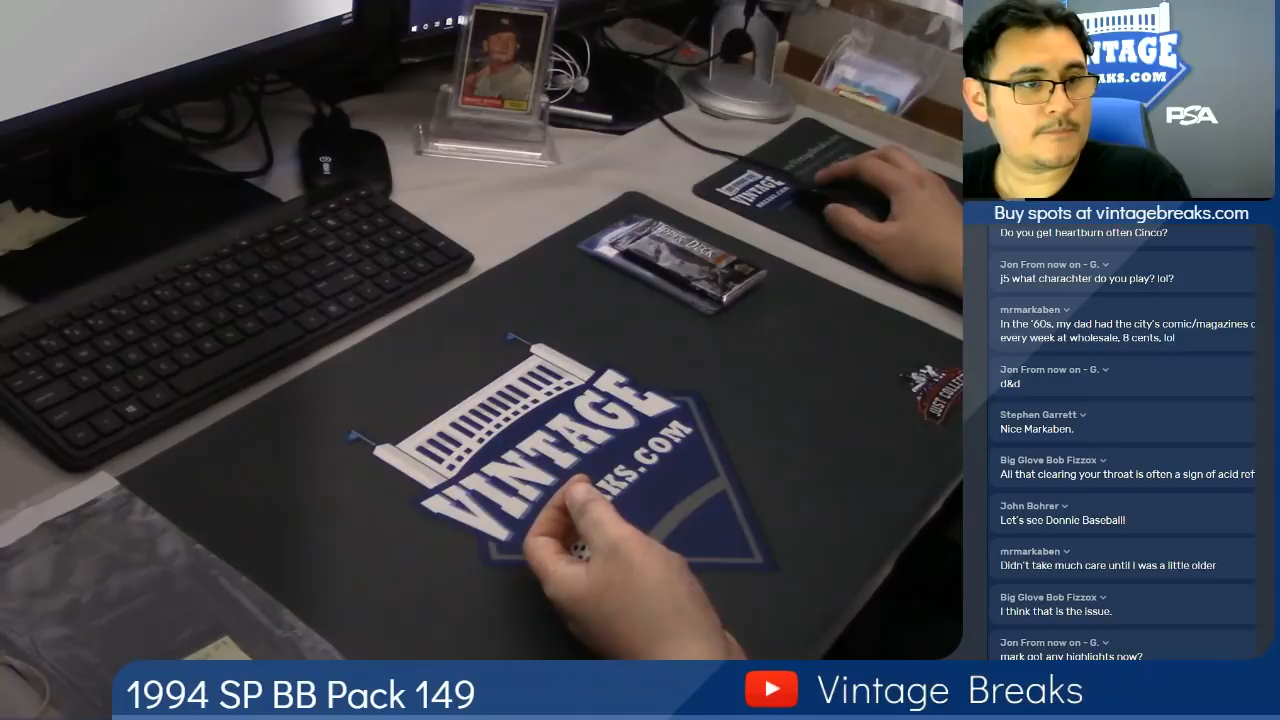 VINTAGE
BREAKS.COM
PSA
Buy spots at vintagebreaks.com
Do you get heartburn often Cinco?
Jon From now on - G.
j5 what charachter do you play? lol?
mrmarkaben
In the '60s, my dad had the city's comic/magazines
every week at wholesale, 8 cents, lol
Jon From now on - G.
d&d
Stephen Garrett
Nice Markaben.
Big Glove Bob Fizzox
All that clearing your throat is often a sign of acid ref
John Bohrer
Let's see Donnie Baseball!
mrmarkaben
Didn't take much care until I was a little older
Big Glove Bob Fizzox
I think that is the issue.
Jon From now on - G.
mark got any highlights now?
VINTAGE
UPPER DECK
JUST COLLECT
VINTAGE
AKS.COM
1994 SP BB Pack 149
Vintage Breaks